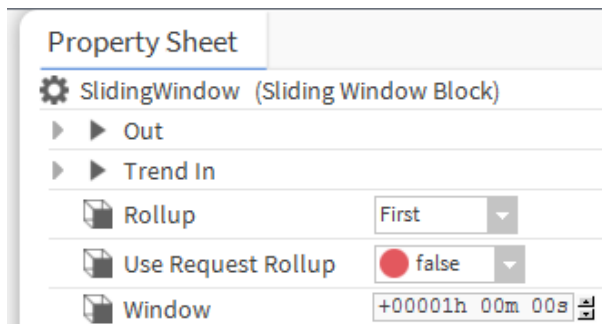 Property Sheet
SlidingWindow (Sliding Window Block)
Out
Trend In
Rollup First
Use Request Rollup false
Window +00001h 00m 00s